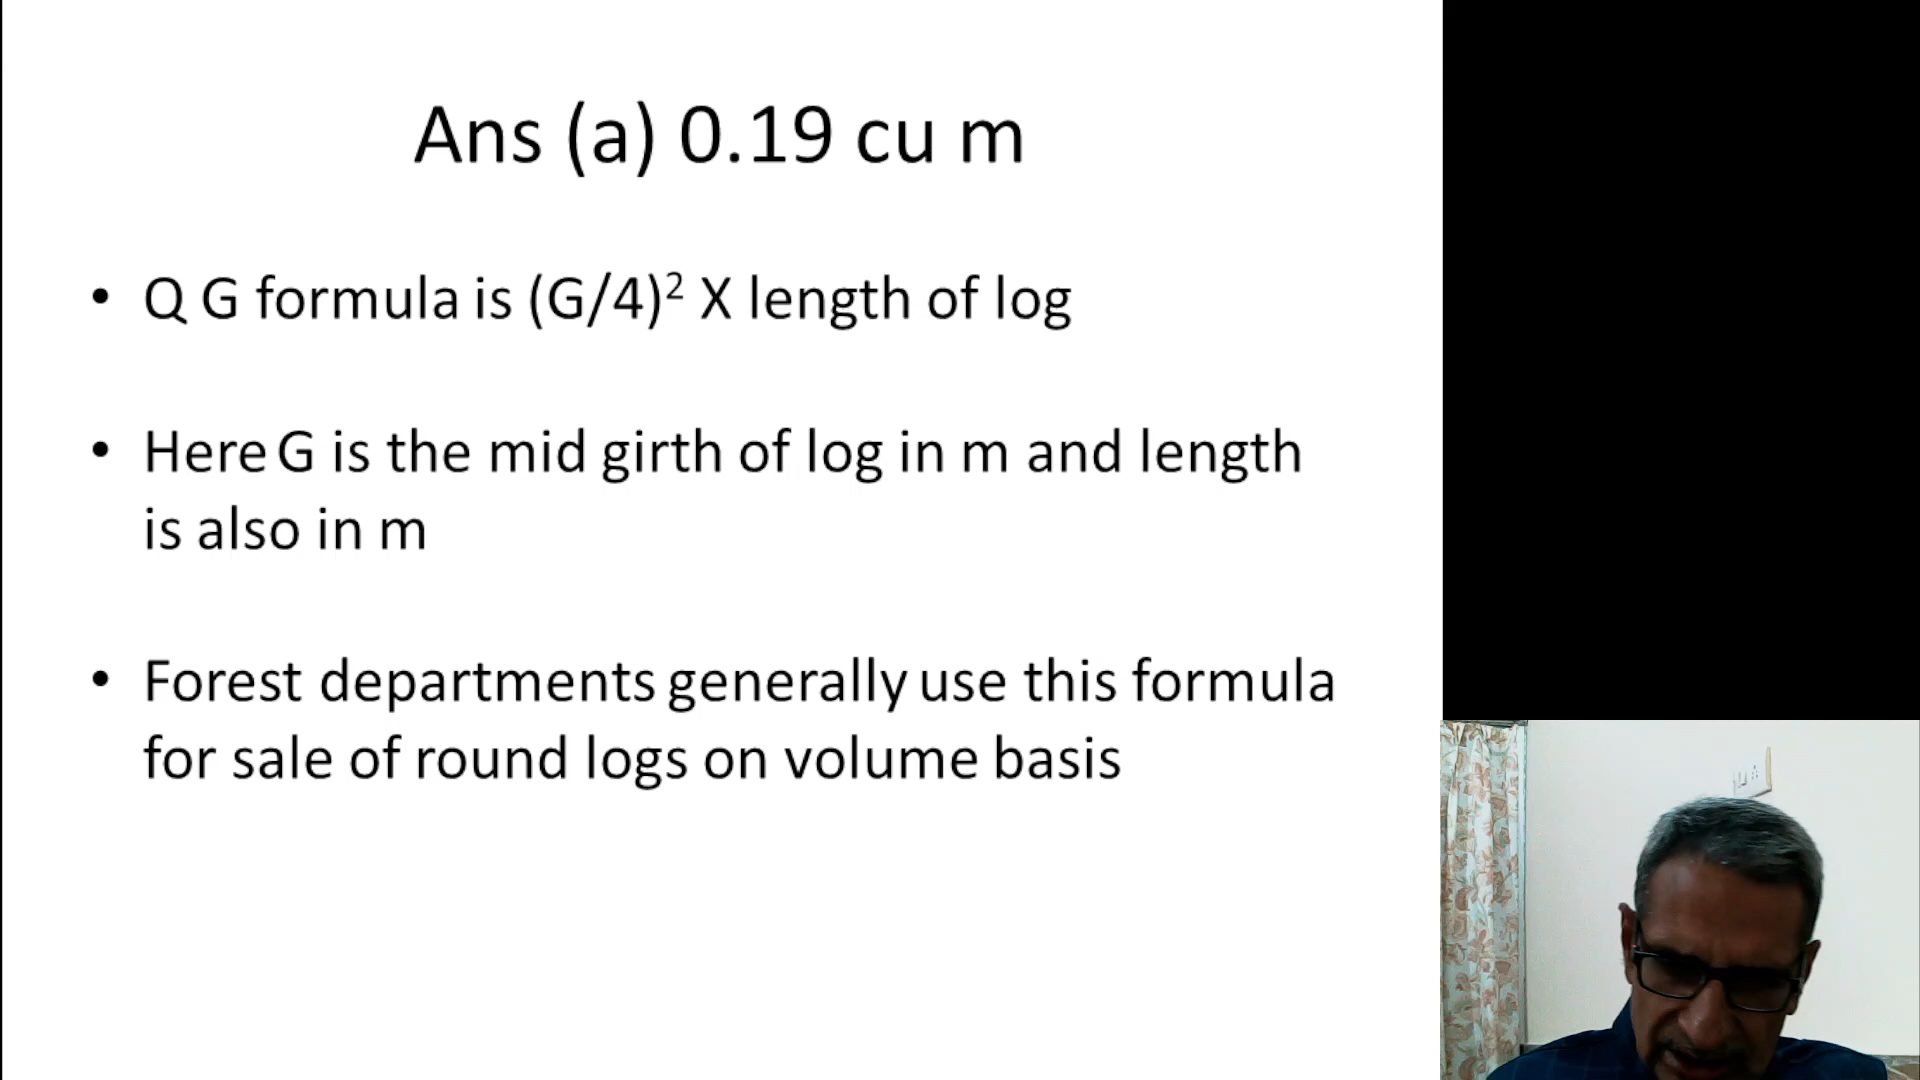 Ans (a) 0.19 cu m
• Q G formula is (G/4)² X length of log
• Here G is the mid girth of log in m and length
is also in m
• Forest departments generally use this formula
for sale of round logs on volume basis